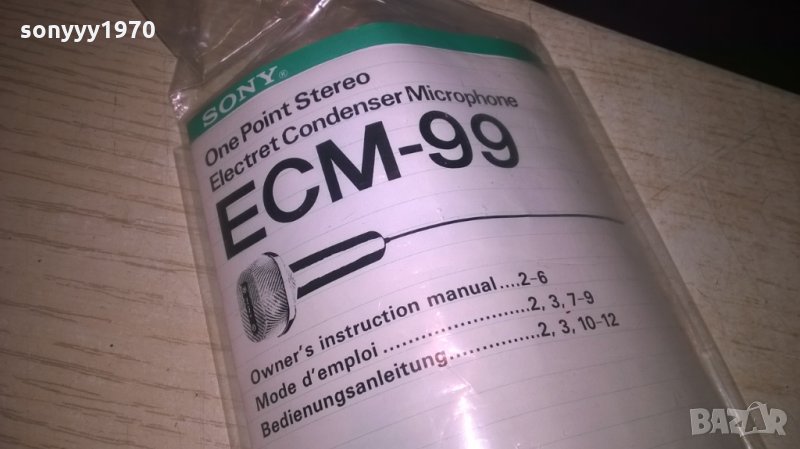 sonyyy1970
SONY®
One Point Stereo
Electret Condenser Microphone
ECM-99
Owner's instruction manual....2-6
Mode d'emploi ........................2, 3, 7-9
Bedienungsanleitung...............2, 3, 10-12
BAZAR